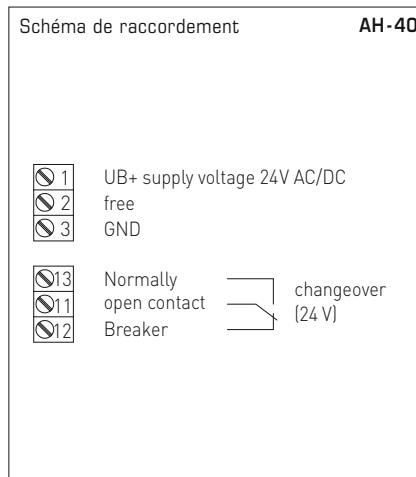 Schéma de raccordement AH-40
1 UB+ supply voltage 24V AC/DC
2 free
3 GND
13 Normally
11 open contact
12 Breaker
changeover
(24 V)